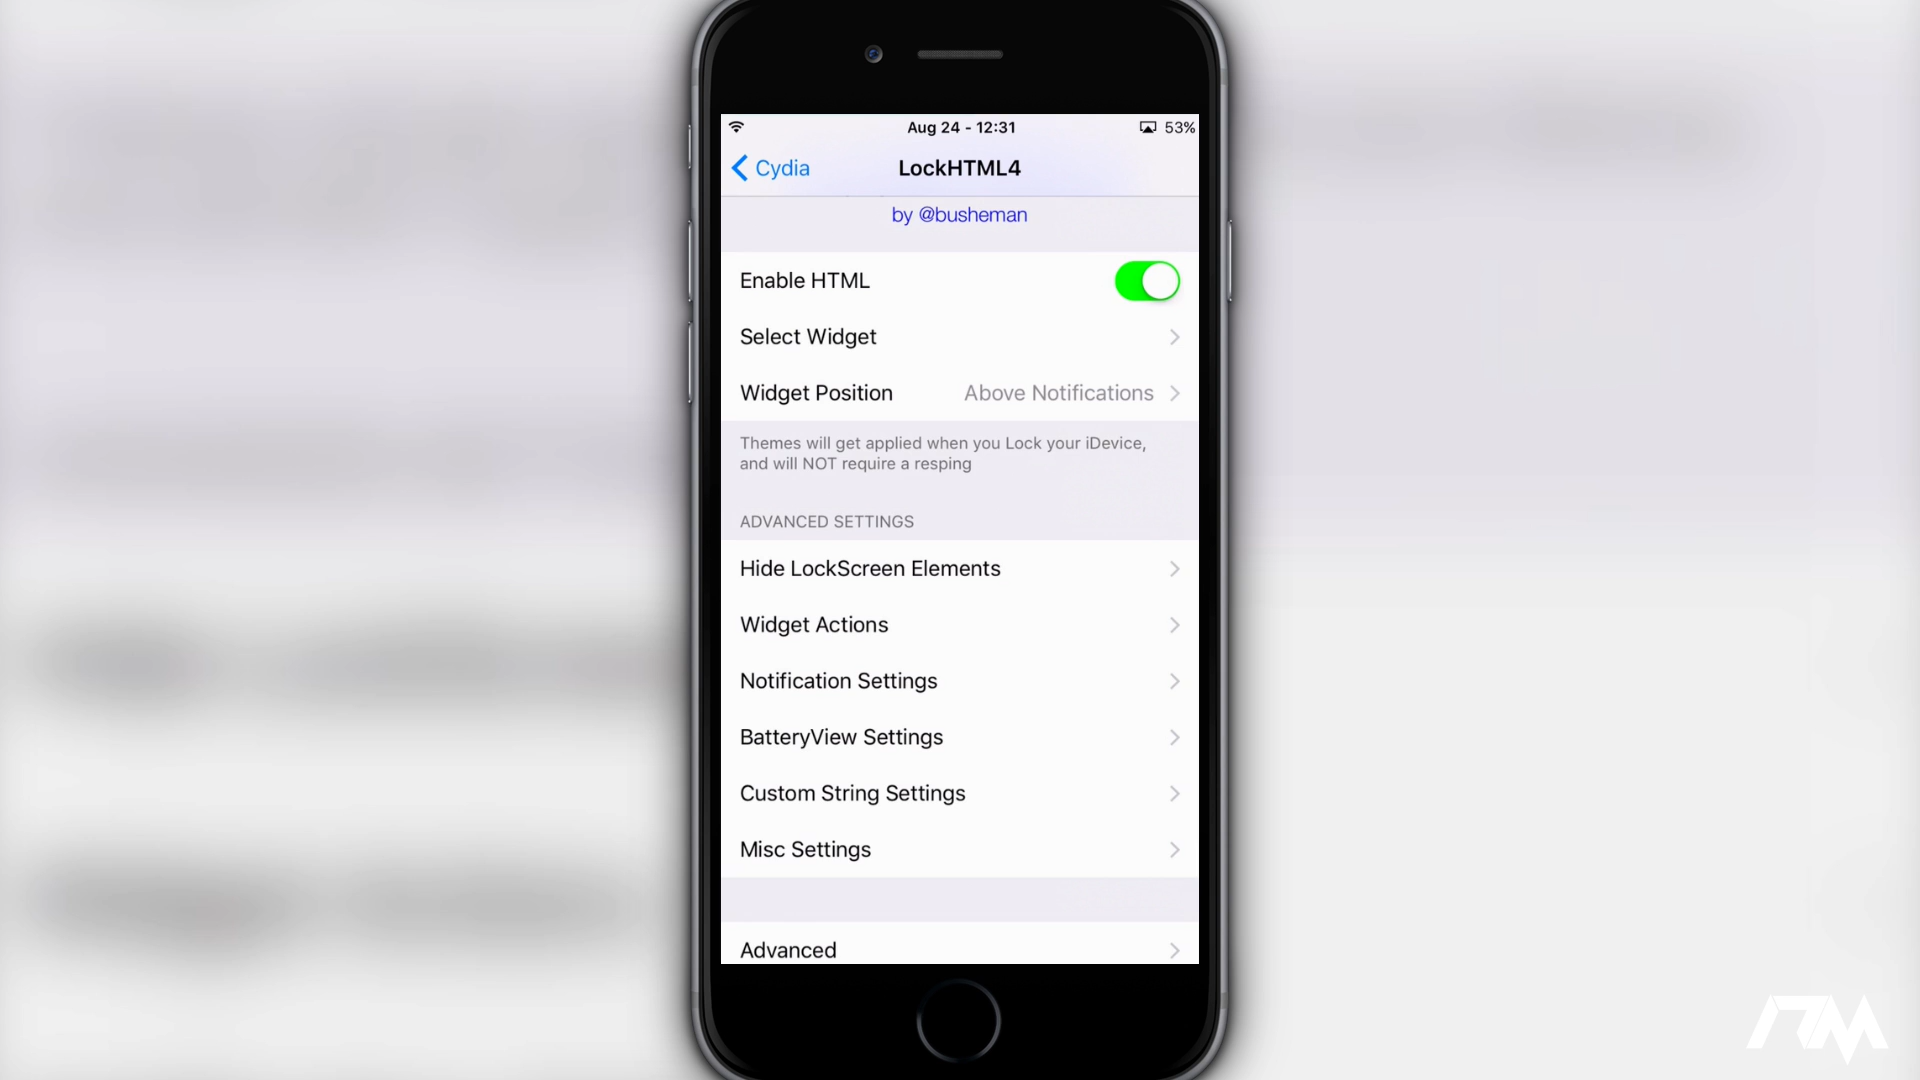 Aug 24 - 12:31
53%
Cydia
LockHTML4
by @busheman
Enable HTML
Select Widget
Widget Position
Above Notifications
Themes will get applied when you Lock your iDevice,
and will NOT require a resping
ADVANCED SETTINGS
Hide LockScreen Elements
Widget Actions
Notification Settings
BatteryView Settings
Custom String Settings
Misc Settings
Advanced